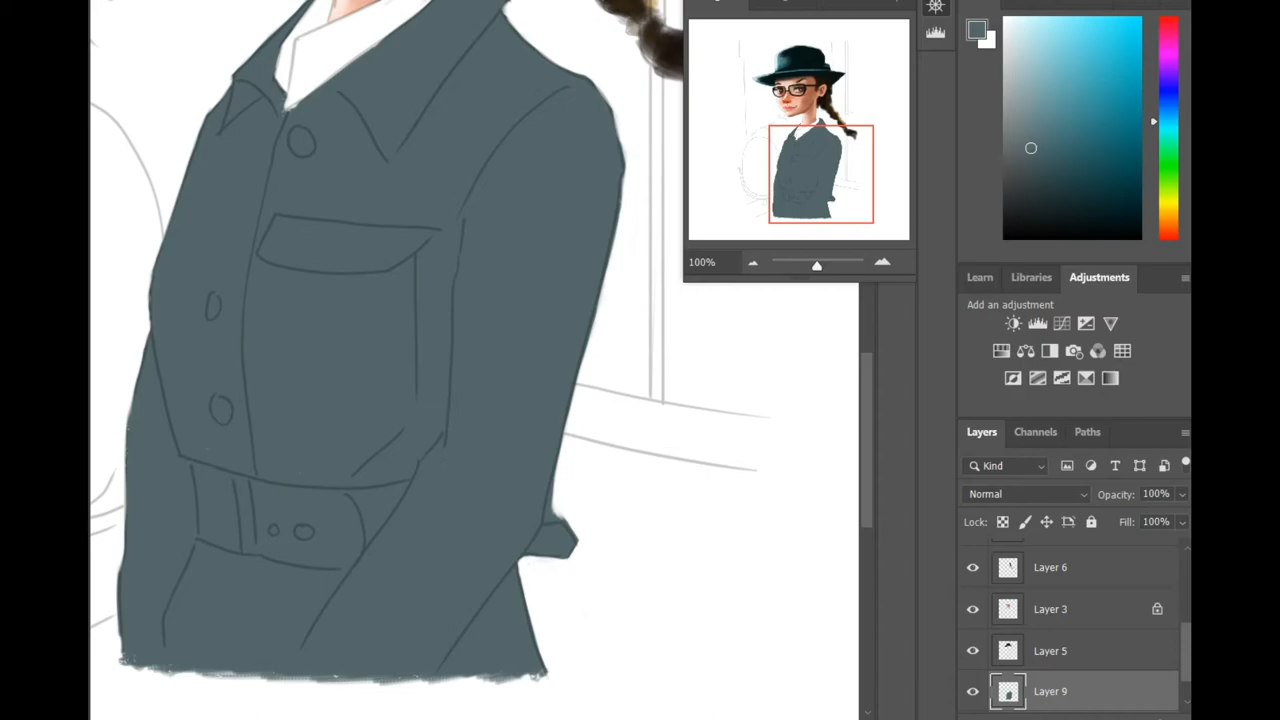 100%
Learn Libraries Adjustments
Add an adjustment
Layers Channels Paths
Kind
Normal Opacity: 100%
Lock: Fill: 100%
Layer 6
Layer 3
Layer 5
Layer 9